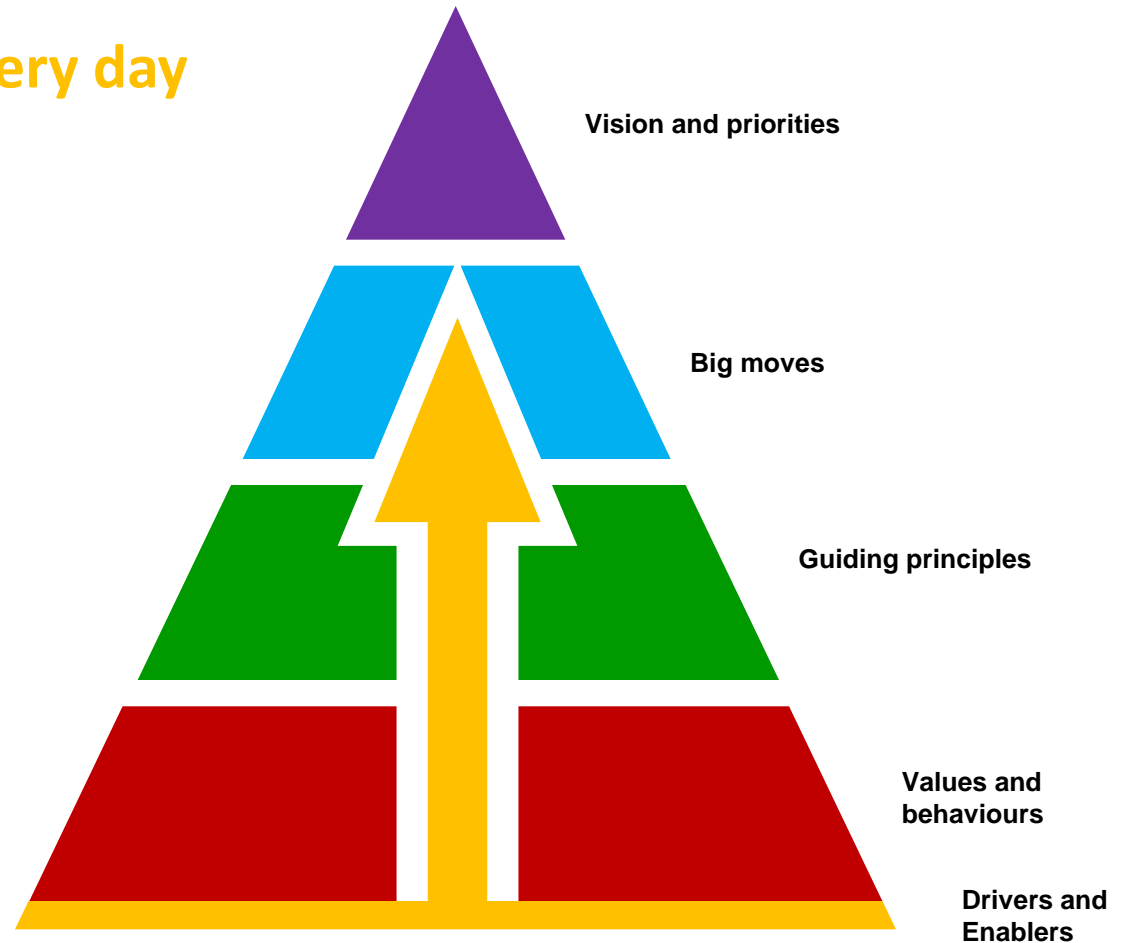 ery day
Vision and priorities
Big moves
Guiding principles
Values and
behaviours
Drivers and
Enablers